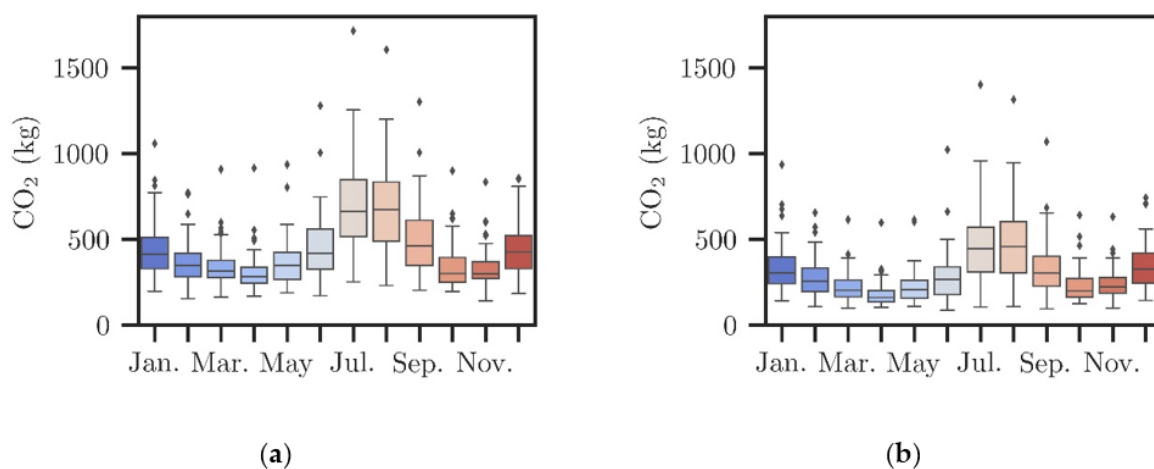 1500
1000
500
0
CO₂ (kg)
Jan. Mar. May Jul. Sep. Nov.
(a)
1500
1000
500
0
CO₂ (kg)
Jan. Mar. May Jul. Sep. Nov.
(b)